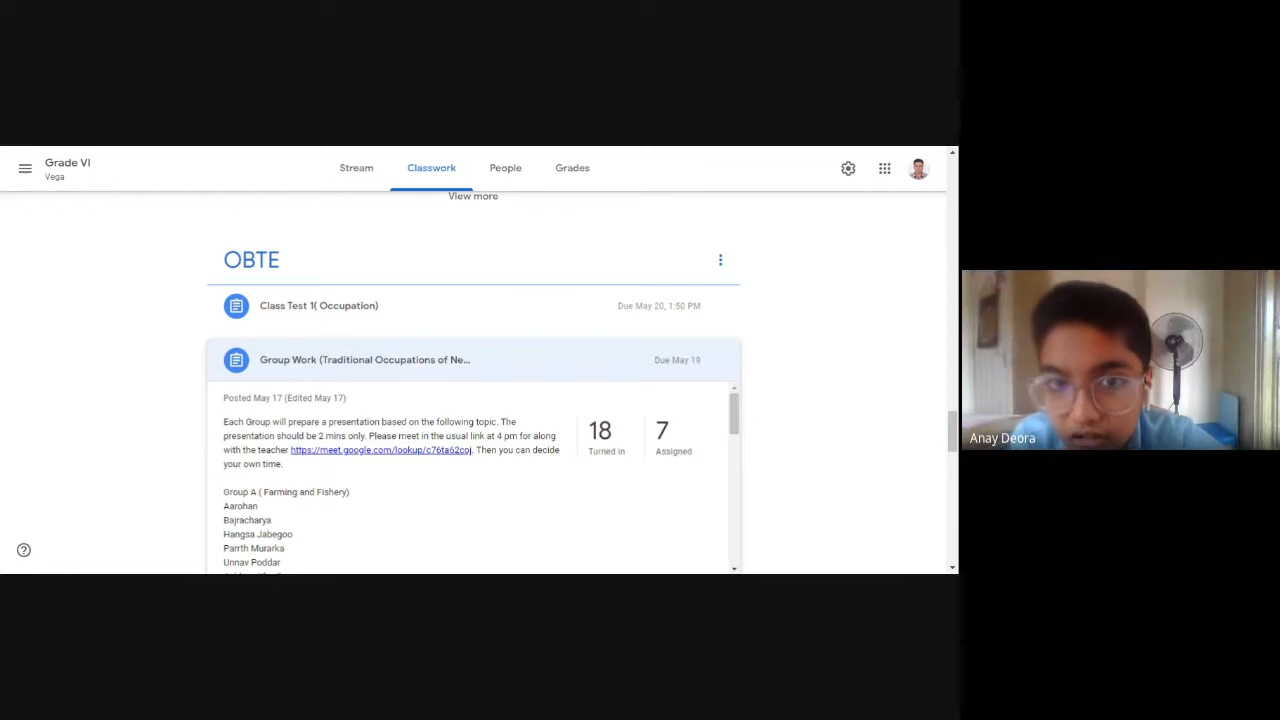 Grade VI
Vega
Stream
Classwork
People
Grades
View more
OBTE
Class Test 1( Occupation)
Due May 20, 1:50 PM
Group Work (Traditional Occupations of Ne...
Due May 19
Posted May 17 (Edited May 17)
Each Group will prepare a presentation based on the following topic. The
presentation should be 2 mins only. Please meet in the usual link at 4 pm for along
with the teacher https://meet.google.com/lookup/c76ta62coj. Then you can decide
your own time.
18
Turned in
7
Assigned
Group A ( Farming and Fishery)
Aarohan
Bajracharya
Hangsa Jabegoo
Parrth Murarka
Unnav Poddar
Anay Deora